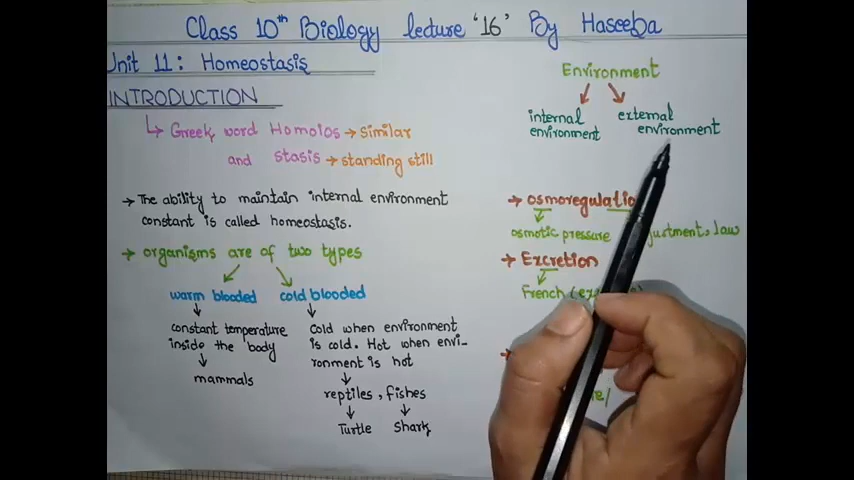 Class 10th Biology lecture '16' By Haseeba
Unit 11: Homeostasis
INTRODUCTION
Greek word Homolos → similar
and stasis → standing still
→ The ability to maintain internal environment
constant is called homeostasis.
→ organisms are of two types
warm blooded cold blooded
constant temperature
inside the body
mammals
Cold when environment
is cold. Hot when envi-
ronment is hot
reptiles, fishes
Turtle Shark
Environment
internal
environment
external
environment
→ osmoregulatio
osmotic pressure justment, law
→ Excretion
French (ex